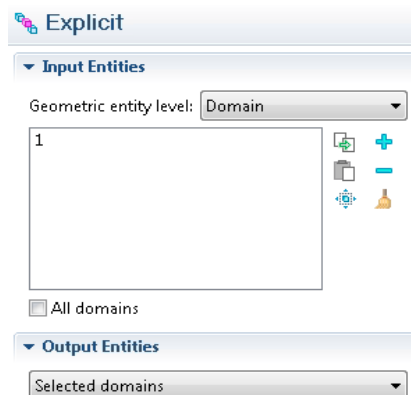 Explicit
Input Entities
Geometric entity level: Domain
1
All domains
Output Entities
Selected domains